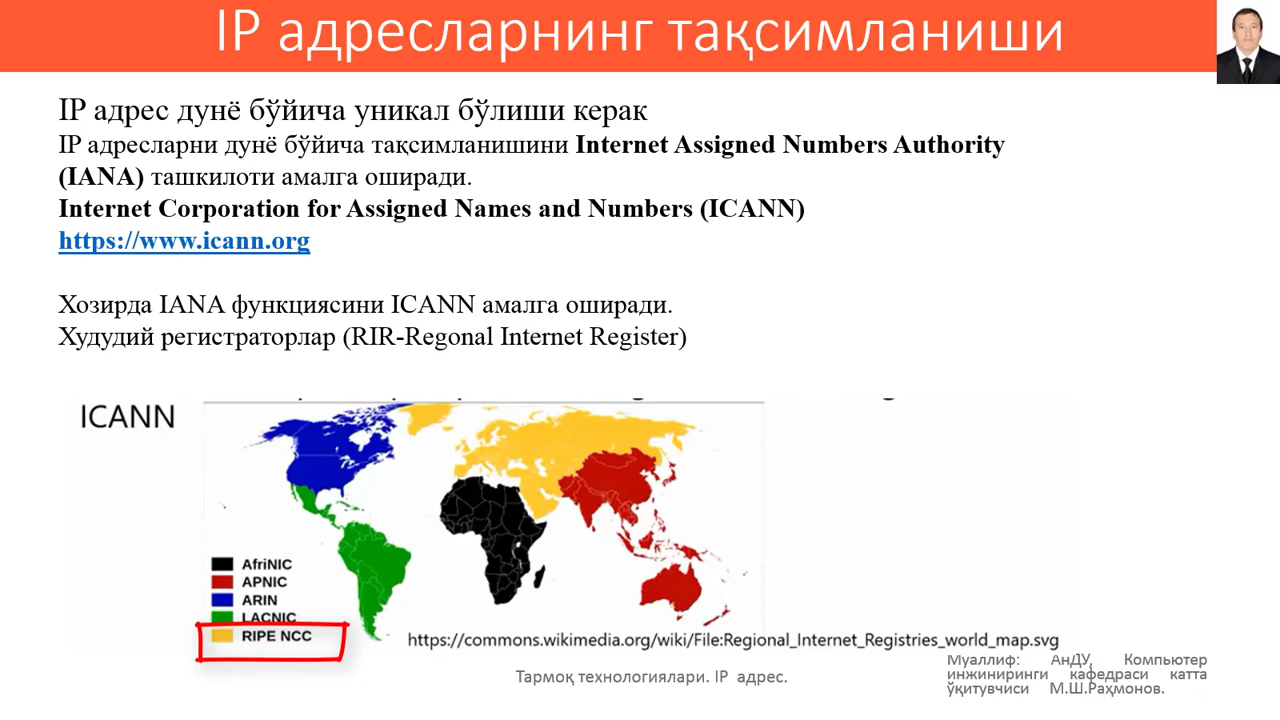 IP адресларнинг тақсимланиши
IP адрес дунё бўйича уникал бўлиши керак
IP адресларни дунё бўйича тақсимланишини Internet Assigned Numbers Authority
(IANA) ташкилоти амалга оширади.
Internet Corporation for Assigned Names and Numbers (ICANN)
https://www.icann.org
Хозирда IANA функциясини ICANN амалга оширади.
Худудий регистраторлар (RIR-Regonal Internet Register)
ICANN
AfriNIC
APNIC
ARIN
LACNIC
RIPE NCC
https://commons.wikimedia.org/wiki/File:Regional_Internet_Registries_world_map.svg
Тармоқ технологиялари. IP адрес.
Муаллиф: АнДУ, Компьютер
инжиниринги кафедраси катта
ўқитувчиси М.Ш.Раҳмонов.